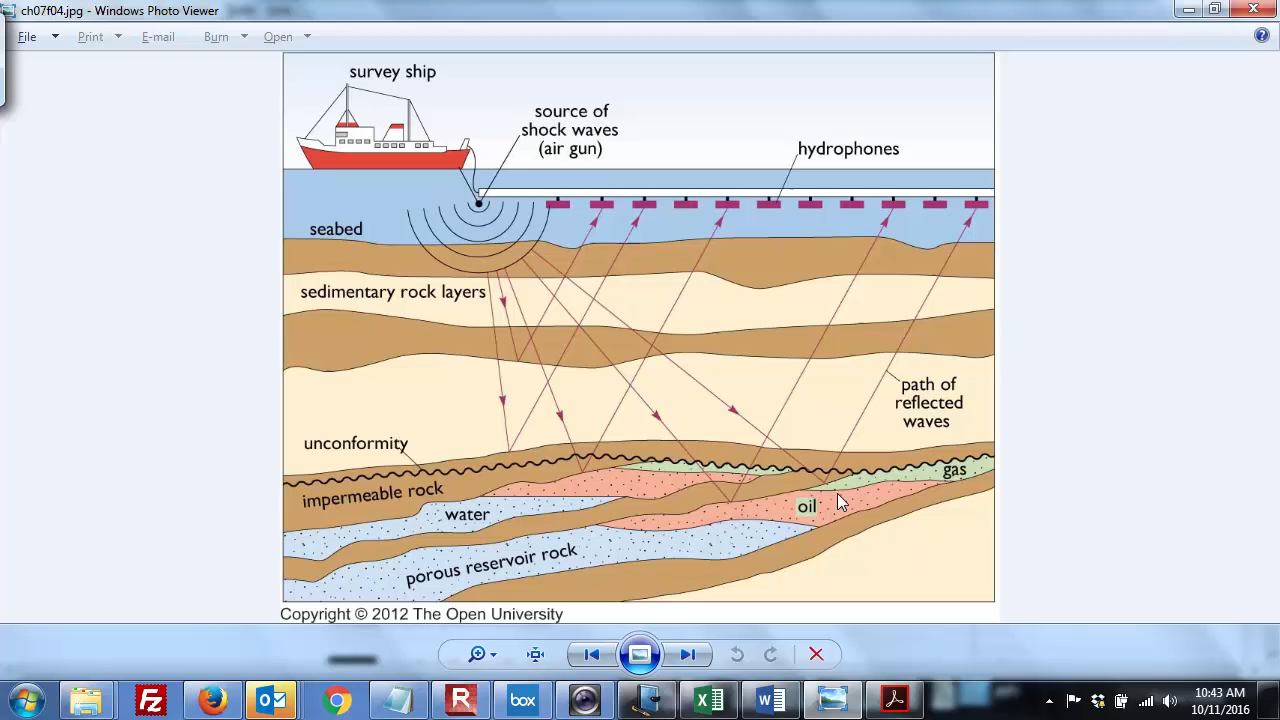 ch07f04.jpg - Windows Photo Viewer
File Print E-mail Burn Open
survey ship
source of
shock waves
(air gun)
hydrophones
seabed
sedimentary rock layers
path of
reflected
waves
unconformity
gas
impermeable rock
oil
water
porous reservoir rock
Copyright © 2012 The Open University
box
10:43 AM
10/11/2016